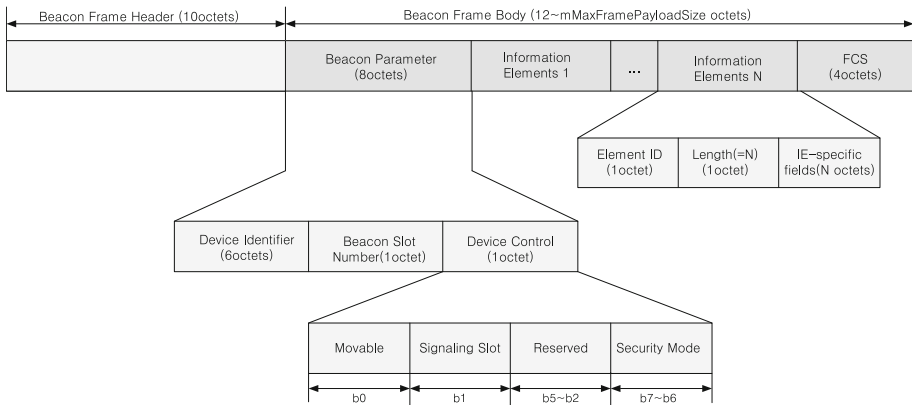 Beacon Frame Header (10octets)
Beacon Frame Body (12~mMaxFramePayloadSize octets)
Beacon Parameter
(8octets)
Information
Elements 1
...
Information
Elements N
FCS
(4octets)
Element ID
(1octet)
Length(=N)
(1octet)
IE-specific
fields(N octets)
Device Identifier
(6octets)
Beacon Slot
Number(1octet)
Device Control
(1octet)
Movable
Signaling Slot
Reserved
Security Mode
b0
b1
b5~b2
b7~b6